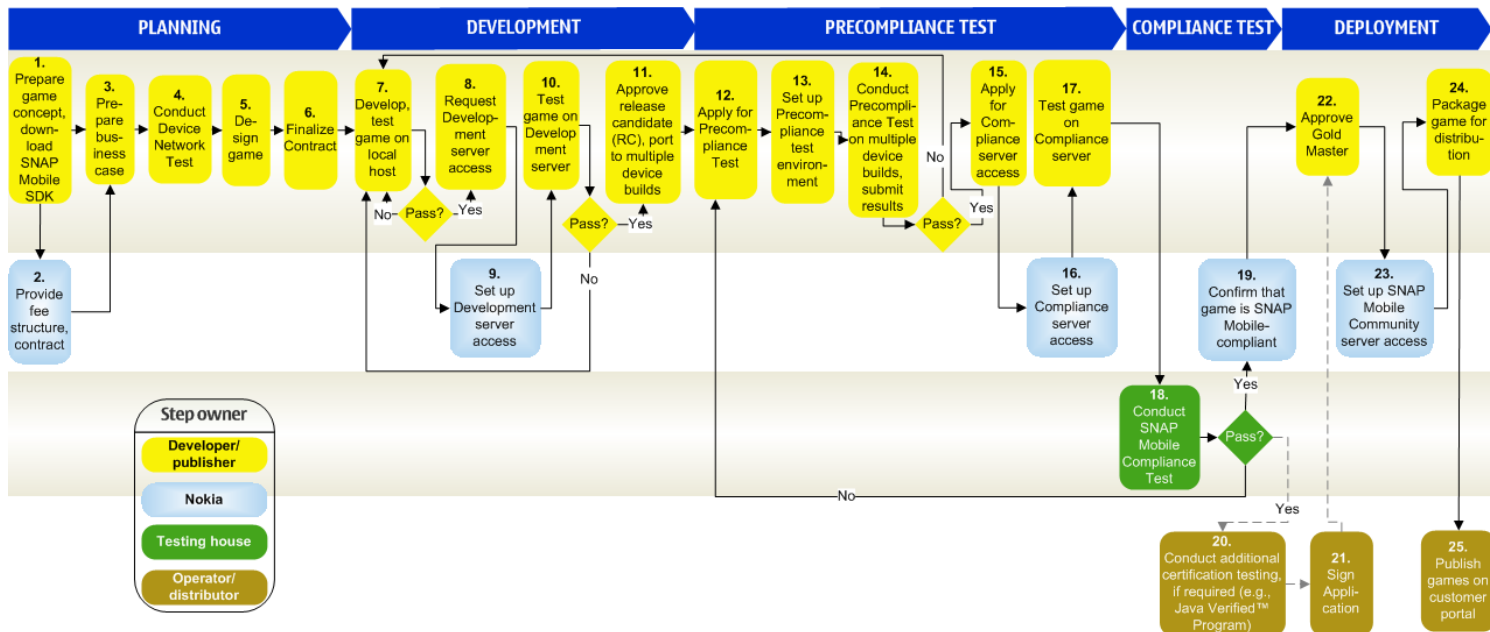 PLANNING
DEVELOPMENT
PRECOMPLIANCE TEST
COMPLIANCE TEST
DEPLOYMENT
1.
Prepare
game
concept,
down-
load
SNAP
Mobile
SDK
3.
Pre-
pare
bus-
iness
case
4.
Conduct
Device
Network
Test
5.
De-
sign
game
6.
Finalize
Contract
7.
Develop,
test
game on
local
host
Pass?
No
Yes
8.
Request
Develop-
ment
server
access
10.
Test
game on
Develop
ment
server
Pass?
Yes
No
11.
Approve
release
candidate
(RC), port
to multiple
device
builds
12.
Apply for
Precom-
pliance
Test
13.
Set up
Precomp-
liance
test
environ-
ment
14.
Conduct
Precompli-
ance Test
on multiple
device
builds,
submit
results
Pass?
No
Yes
15.
Apply
for
Com-
pliance
server
access
17.
Test game
on
Compliance
server
22.
Approve
Gold
Master
24.
Package
game for
distribu-
tion
2.
Provide
fee
structure,
contract
9.
Set up
Development
server
access
16.
Set up
Compliance
server
access
19.
Confirm that
game is SNAP
Mobile-
compliant
23.
Set up SNAP
Mobile
Community
server access
18.
Conduct
SNAP
Mobile
Compliance
Test
Pass?
Yes
No
Yes
Step owner
Developer/
publisher
Nokia
Testing house
Operator/
distributor
20.
Conduct additional
certification testing,
if required (e.g.,
Java Verified™
Program)
21.
Sign
Appli-
cation
25.
Publish
games on
customer
portal